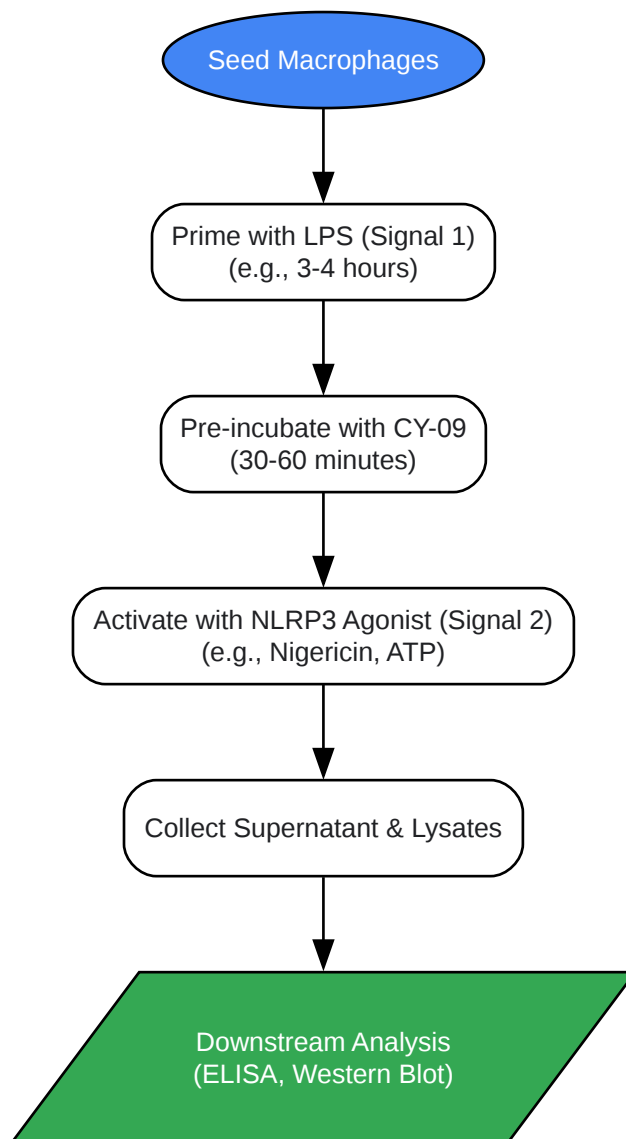 Seed Macrophages
Prime with LPS (Signal 1)
(e.g., 3-4 hours)
Pre-incubate with CY-09
(30-60 minutes)
Activate with NLRP3 Agonist (Signal 2)
(e.g., Nigericin, ATP)
Collect Supernatant & Lysates
Downstream Analysis
(ELISA, Western Blot)